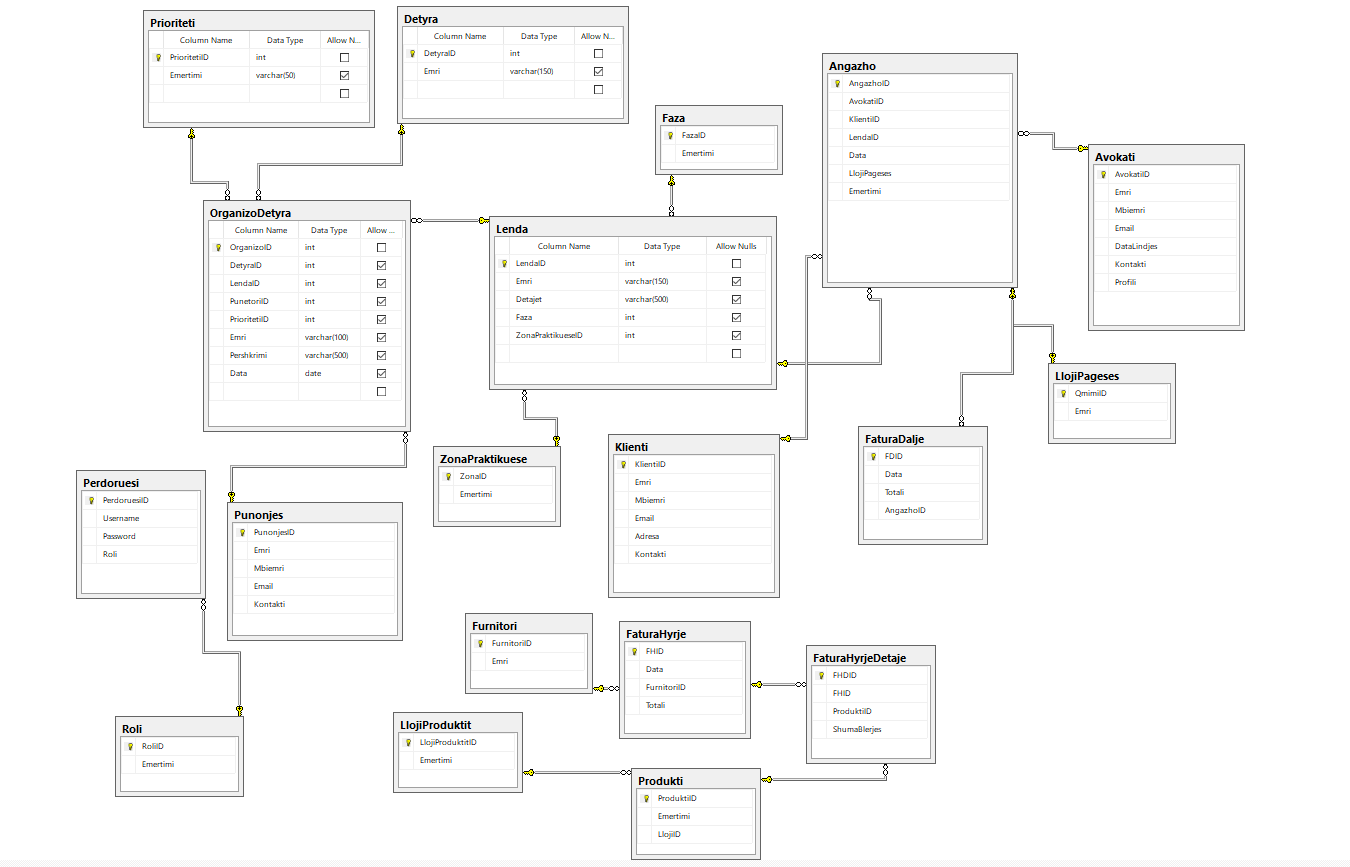 Prioriteti
Column Name Data Type Allow N...
PrioritetiID int
Emertimi varchar(50)
Detyra
Column Name Data Type Allow N...
DetyraID int
Emri varchar(150)
Faza
FazaID
Emertimi
Angazho
AngazhoID
AvokatiID
KlientiID
LendaID
Data
LlojiPageses
Emertimi
Avokati
AvokatiID
Emri
Mbiemri
Email
DataLindjes
Kontakti
Profili
OrganizoDetyra
Column Name Data Type Allow ...
OrganizoID int
DetyraID int
LendaID int
PunetoriID int
PrioritetiID int
Emri varchar(100)
Pershkrimi varchar(500)
Data date
Lenda
Column Name Data Type Allow Nulls
LendaID int
Emri varchar(150)
Detajet varchar(500)
Faza int
ZonaPraktikueseID int
LlojiPageses
QmimiID
Emri
FaturaDalje
FDID
Data
Totali
AngazhoID
Klienti
KlientiID
Emri
Mbiemri
Email
Adresa
Kontakti
ZonaPraktikuese
ZonaID
Emertimi
Perdoruesi
PerdoruesiID
Username
Password
Roli
Punonjes
PunonjesID
Emri
Mbiemri
Email
Kontakti
Furnitori
FurnitoriID
Emri
FaturaHyrje
FHID
Data
FurnitoriID
Totali
FaturaHyrjeDetaje
FHDID
FHID
ProduktiID
ShumaBlerjes
Roli
RoliID
Emertimi
LlojiProduktit
LlojiProduktitID
Emertimi
Produkti
ProduktiID
Emertimi
LlojiID